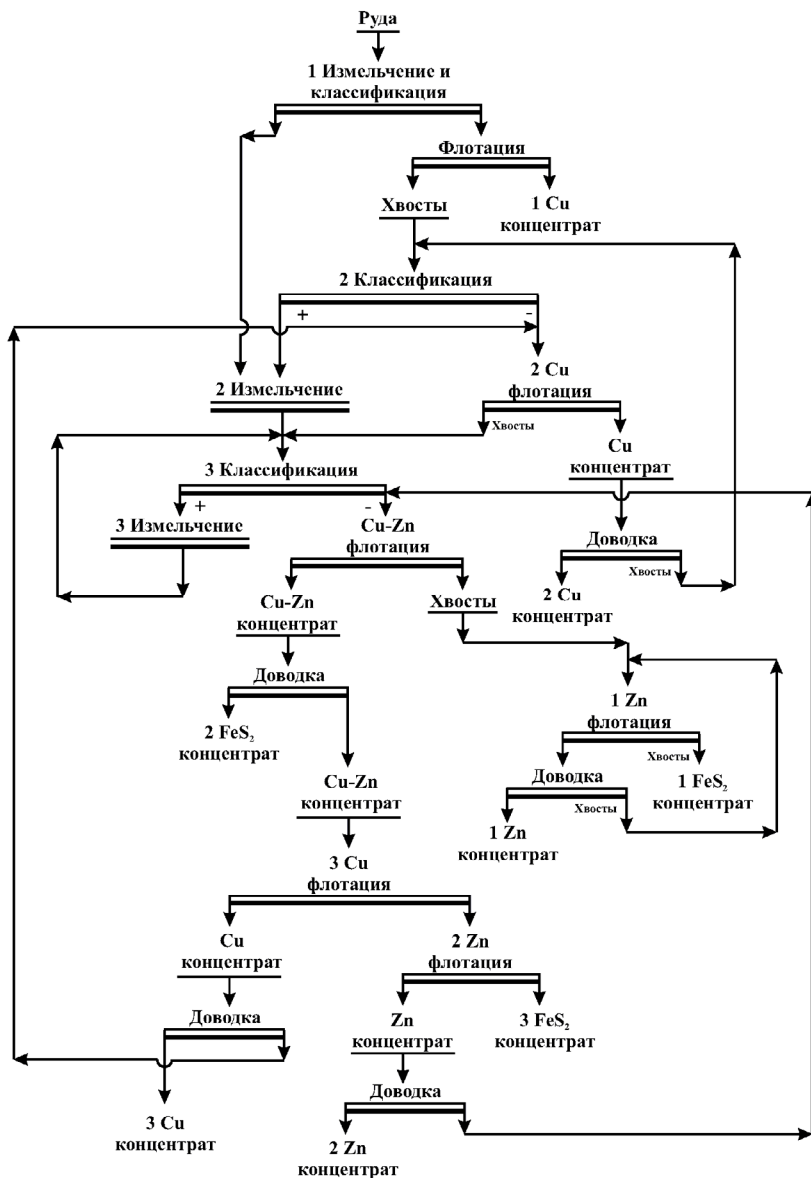 Руда
1 Измельчение и
классификация
Флотация
Хвосты
1 Cu
концентрат
2 Классификация
+
-
2 Cu
флотация
2 Измельчение
Хвосты
Cu
концентрат
3 Классификация
+
-
3 Измельчение
Cu-Zn
флотация
Доводка
Хвосты
2 Cu
концентрат
Cu-Zn
концентрат
Хвосты
Доводка
1 Zn
флотация
2 FeS₂
концентрат
Хвосты
Доводка
1 FeS₂
концентрат
Cu-Zn
концентрат
Хвосты
1 Zn
концентрат
3 Cu
флотация
Cu
концентрат
2 Zn
флотация
Доводка
Zn
концентрат
3 FeS₂
концентрат
Доводка
3 Cu
концентрат
2 Zn
концентрат